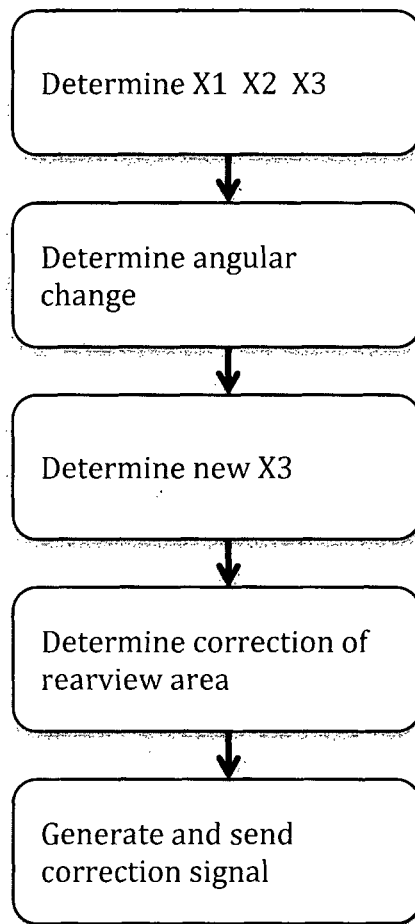 Determine X1 X2 X3
Determine angular
change
Determine new X3
Determine correction of
rearview area
Generate and send
correction signal